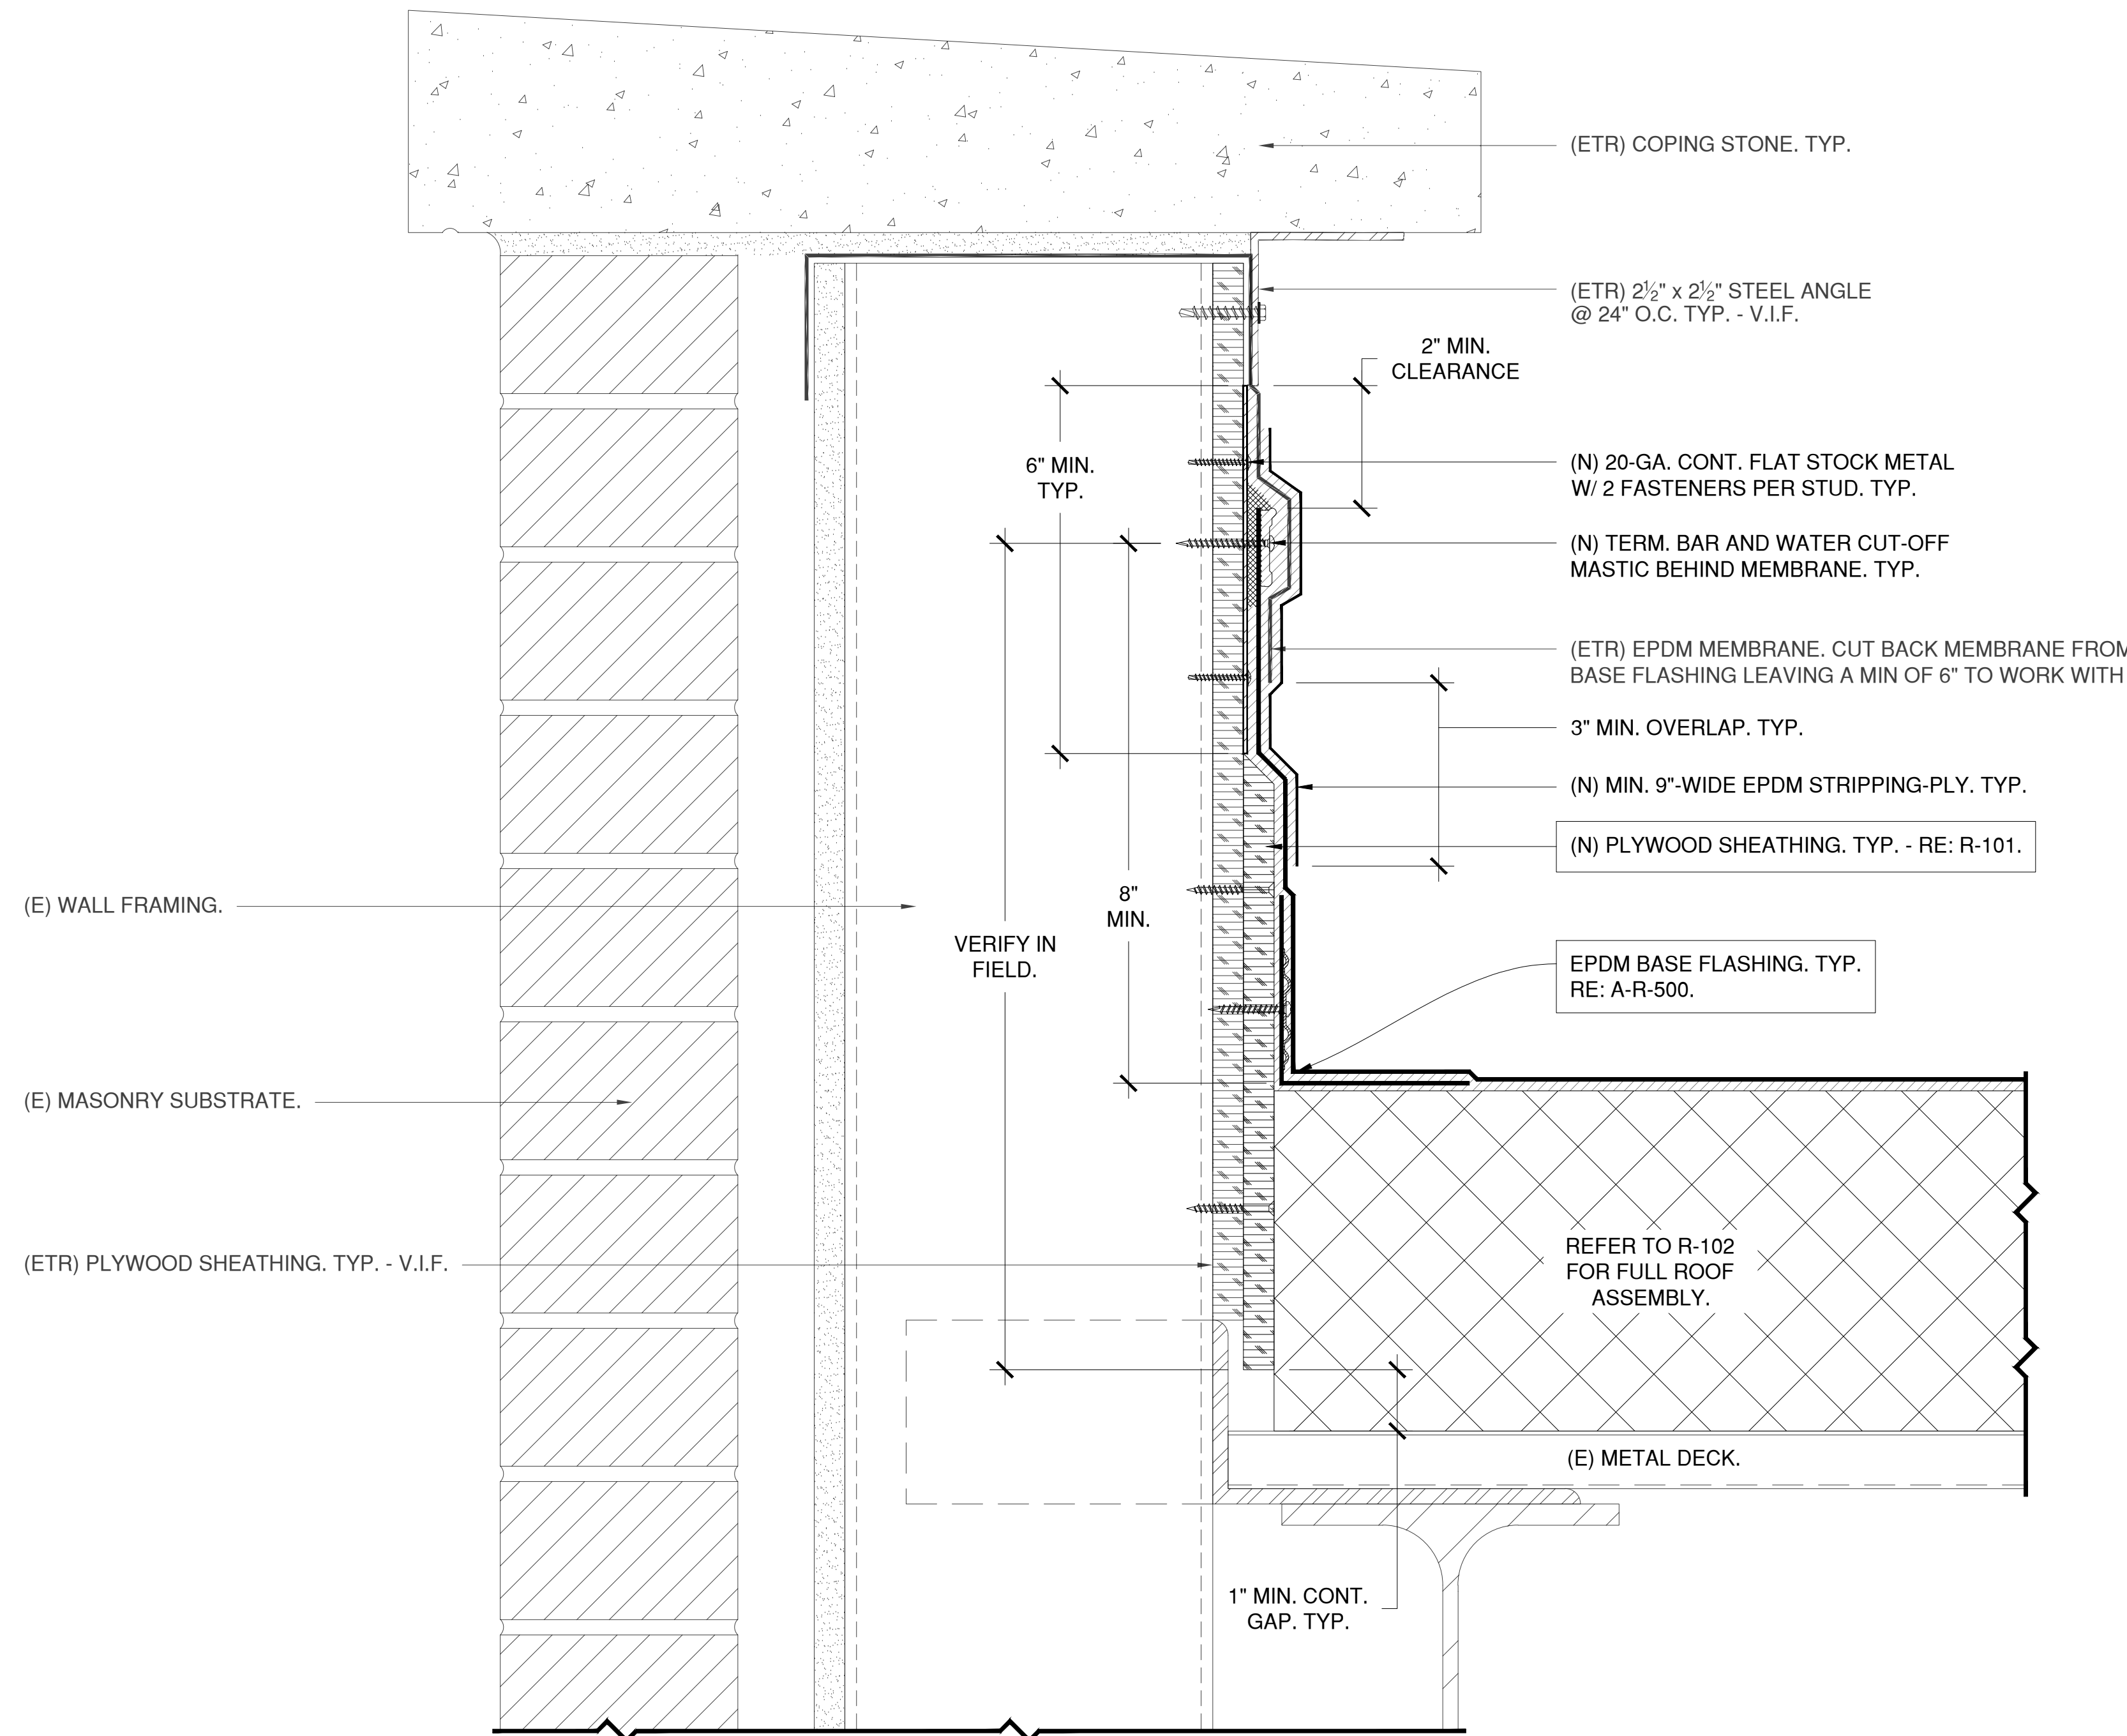 (ETR) COPING STONE. TYP.
(ETR) 2½" x 2½" STEEL ANGLE
@ 24" O.C. TYP. - V.I.F.
2" MIN.
CLEARANCE
6" MIN.
TYP.
(N) 20-GA. CONT. FLAT STOCK METAL
W/ 2 FASTENERS PER STUD. TYP.
(N) TERM. BAR AND WATER CUT-OFF
MASTIC BEHIND MEMBRANE. TYP.
(ETR) EPDM MEMBRANE. CUT BACK MEMBRANE FROM
BASE FLASHING LEAVING A MIN OF 6" TO WORK WITH
3" MIN. OVERLAP. TYP.
(N) MIN. 9"-WIDE EPDM STRIPPING-PLY. TYP.
(N) PLYWOOD SHEATHING. TYP. - RE: R-101.
(E) WALL FRAMING.
8"
MIN.
VERIFY IN
FIELD.
EPDM BASE FLASHING. TYP.
RE: A-R-500.
(E) MASONRY SUBSTRATE.
(ETR) PLYWOOD SHEATHING. TYP. - V.I.F.
REFER TO R-102
FOR FULL ROOF
ASSEMBLY.
(E) METAL DECK.
1" MIN. CONT.
GAP. TYP.